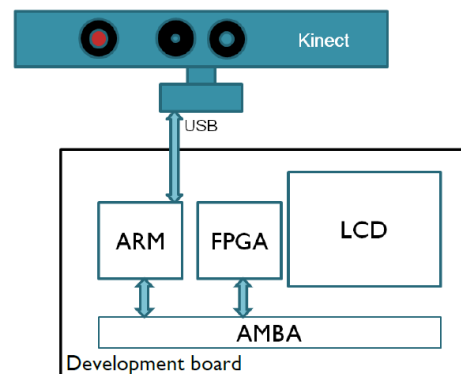 Kinect
USB
ARM
FPGA
LCD
AMBA
Development board